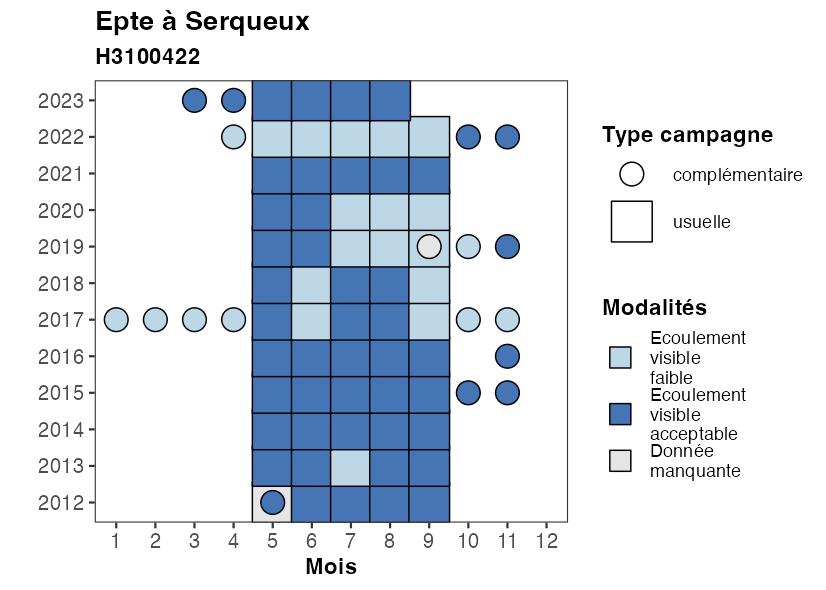 Epte à Serqueux
H3100422
2023
2022
2021
2020
2019
2018
2017
2016
2015
2014
2013
2012
1 2 3 4 5 6 7 8 9 10 11 12
Mois
Type campagne
complémentaire
usuelle
Modalités
Ecoulement
visible
faible
Ecoulement
visible
acceptable
Donnée
manquante